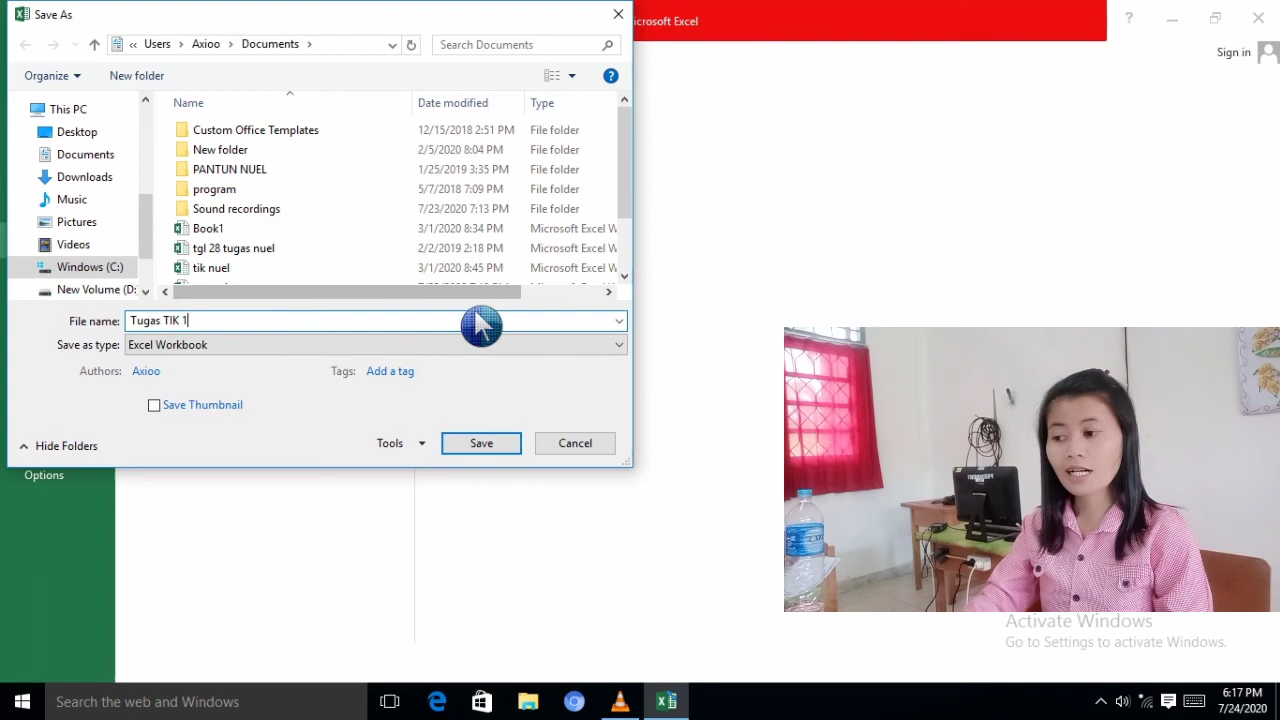 Save As
icrosoft Excel
?
Sign in
Users Axioo Documents
Search Documents
Organize New folder
?
Name Date modified Type
This PC
Desktop
Documents
Downloads
Music
Pictures
Videos
Windows (C:)
New Volume (D:
Custom Office Templates 12/15/2018 2:51 PM File folder
New folder 2/5/2020 8:04 PM File folder
PANTUN NUEL 1/25/2019 3:35 PM File folder
program 5/7/2018 7:09 PM File folder
Sound recordings 7/23/2020 7:13 PM File folder
Book1 3/1/2020 8:34 PM Microsoft Excel W
tgl 28 tugas nuel 2/2/2019 2:18 PM Microsoft Excel W
tik nuel 3/1/2020 8:45 PM Microsoft Excel W
File name: Tugas TIK 1
Save as type: Excel Workbook
Authors: Axioo Tags: Add a tag
Save Thumbnail
Hide Folders Tools Save Cancel
Options
Activate Windows
Go to Settings to activate Windows.
Search the web and Windows
6:17 PM
7/24/2020